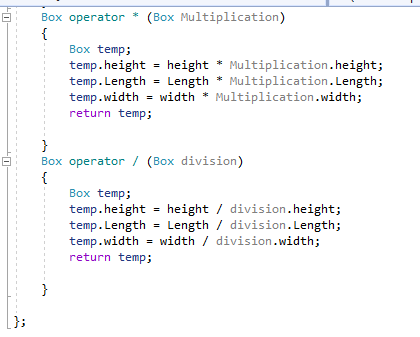 Box operator * (Box Multiplication)
{
Box temp;
temp.height = height * Multiplication.height;
temp.Length = Length * Multiplication.Length;
temp.width = width * Multiplication.width;
return temp;
}
Box operator / (Box division)
{
Box temp;
temp.height = height / division.height;
temp.Length = Length / division.Length;
temp.width = width / division.width;
return temp;
}
};